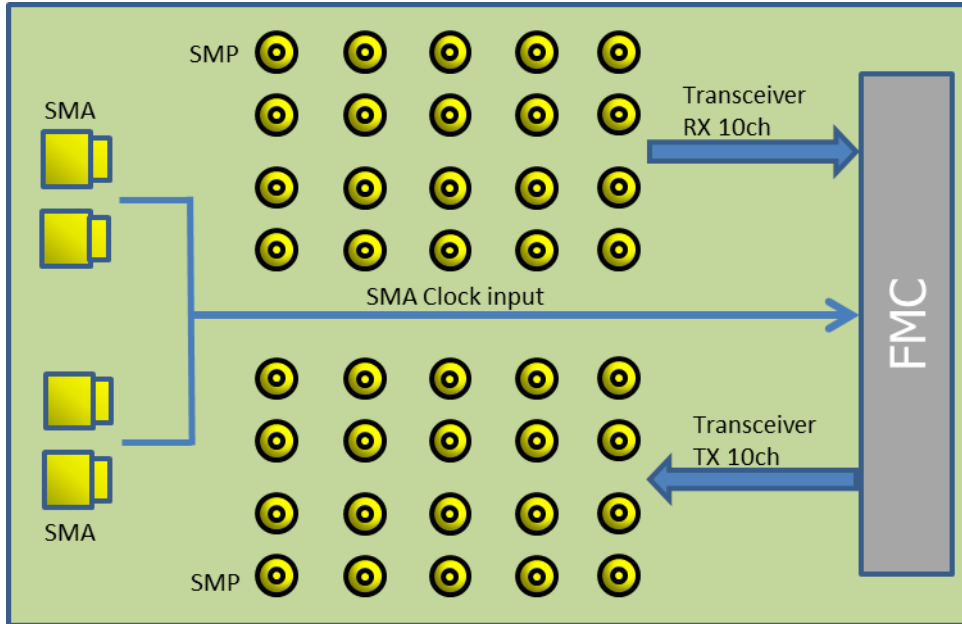 SMP
SMA
Transceiver
RX 10ch
SMA Clock input
FMC
Transceiver
TX 10ch
SMA
SMP